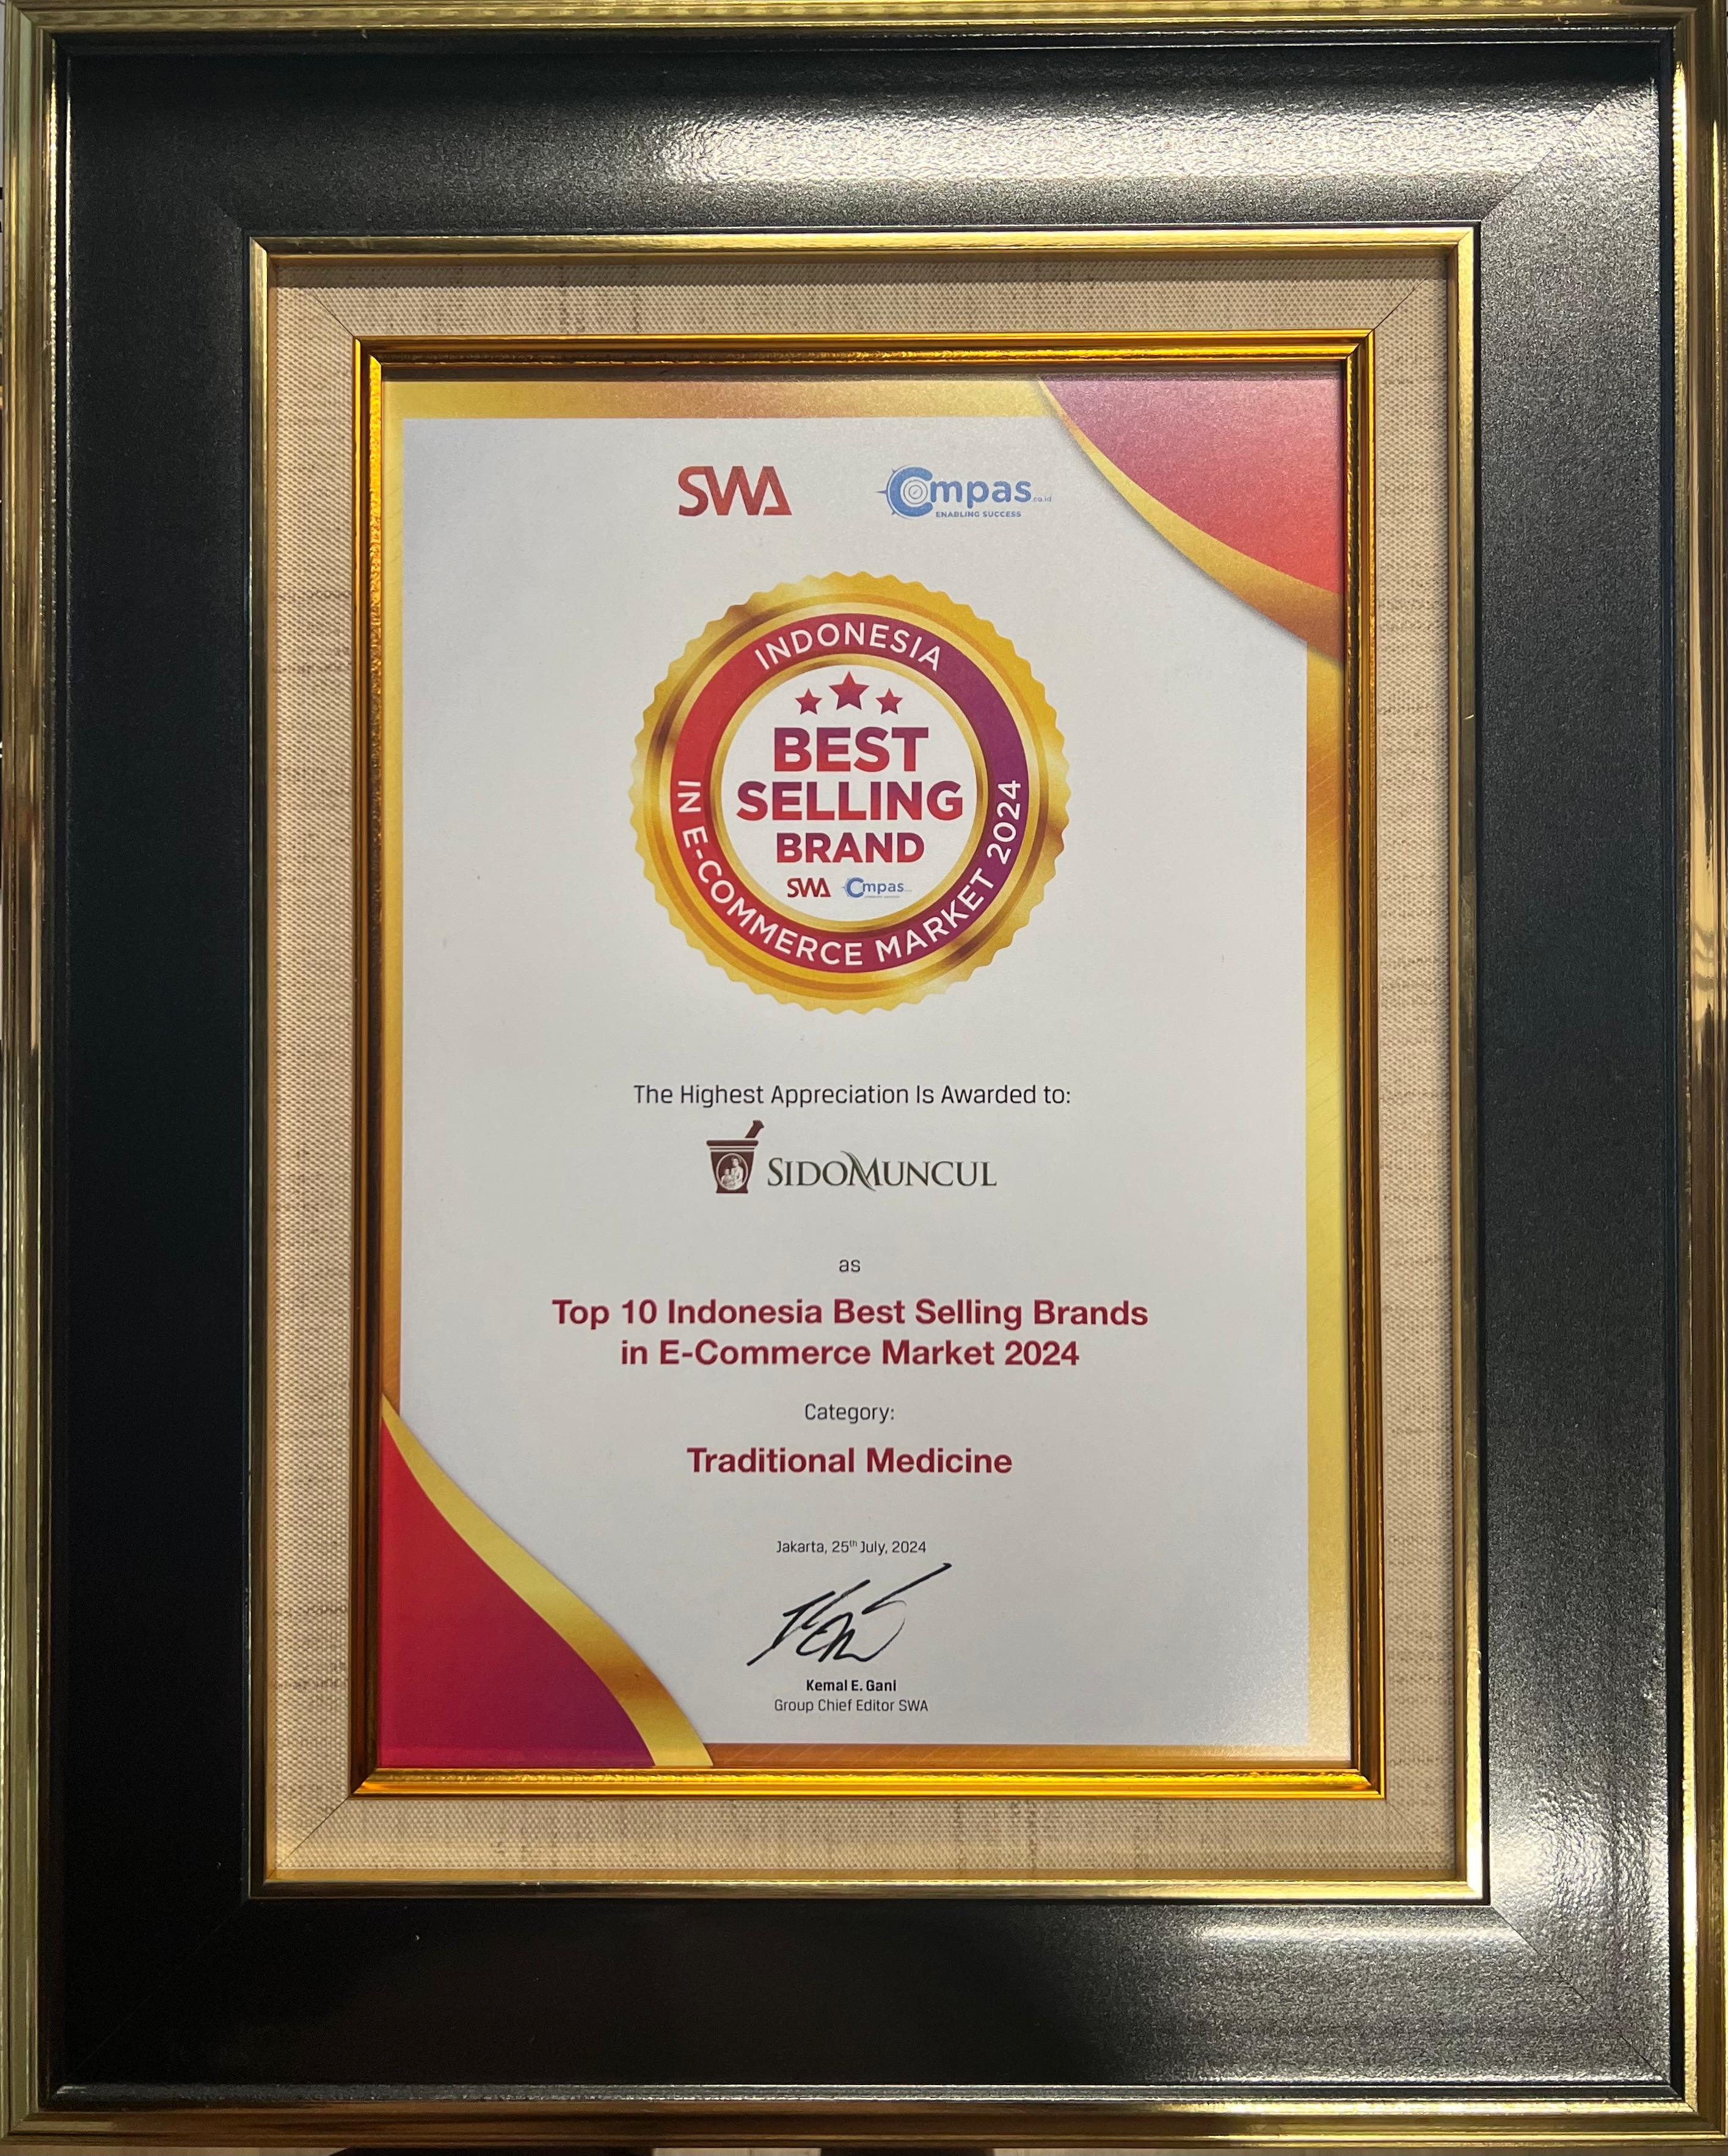 SWA
Compas.co.id
ENABLING SUCCESS
INDONESIA
BEST
SELLING
BRAND
SWA Compas
IN E-COMMERCE MARKET 2024
The Highest Appreciation Is Awarded to:
SIDOMUNCUL
as
Top 10 Indonesia Best Selling Brands
in E-Commerce Market 2024
Category:
Traditional Medicine
Jakarta, 25th July, 2024
Kemal E. Gani
Group Chief Editor SWA